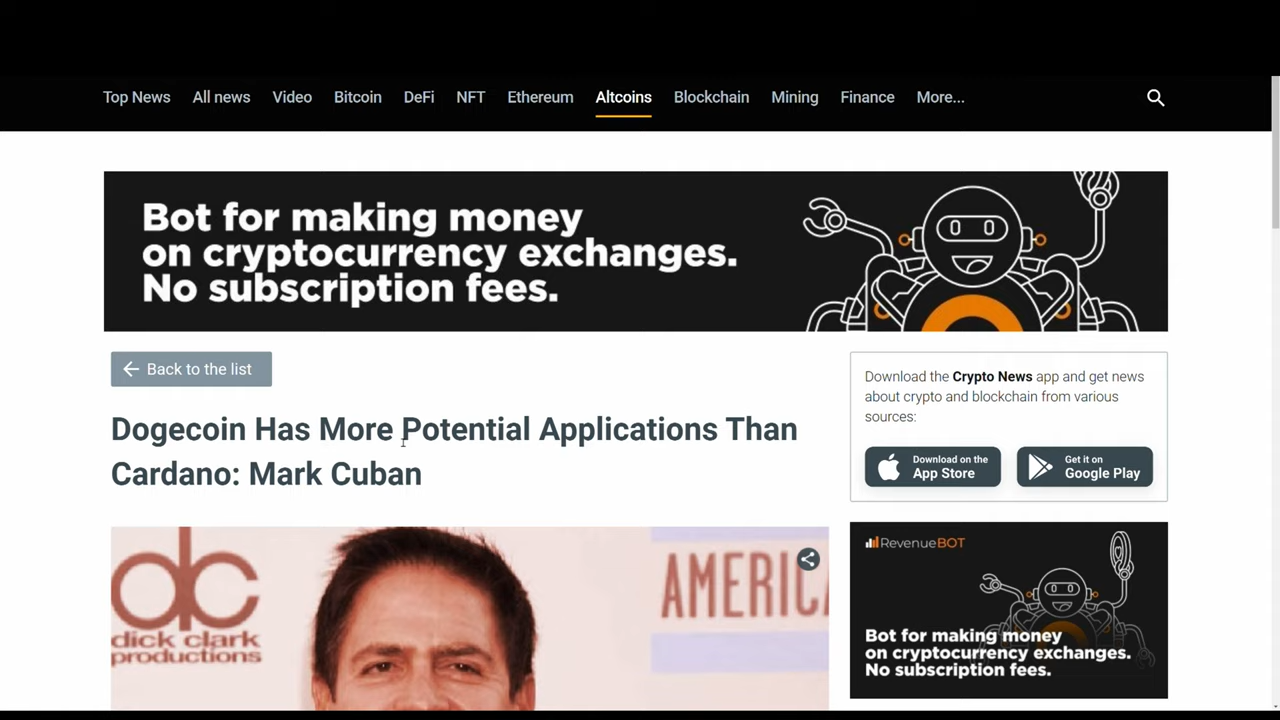 Top News All news Video Bitcoin DeFi NFT Ethereum Altcoins Blockchain Mining Finance More...
Bot for making money
on cryptocurrency exchanges.
No subscription fees.
Back to the list
Dogecoin Has More Potential Applications Than
Cardano: Mark Cuban
dc
dick clark
productions
AMERICA
Download the Crypto News app and get news
about crypto and blockchain from various
sources:
Download on the
App Store
Get it on
Google Play
RevenueBOT
Bot for making money
on cryptocurrency exchanges.
No subscription fees.